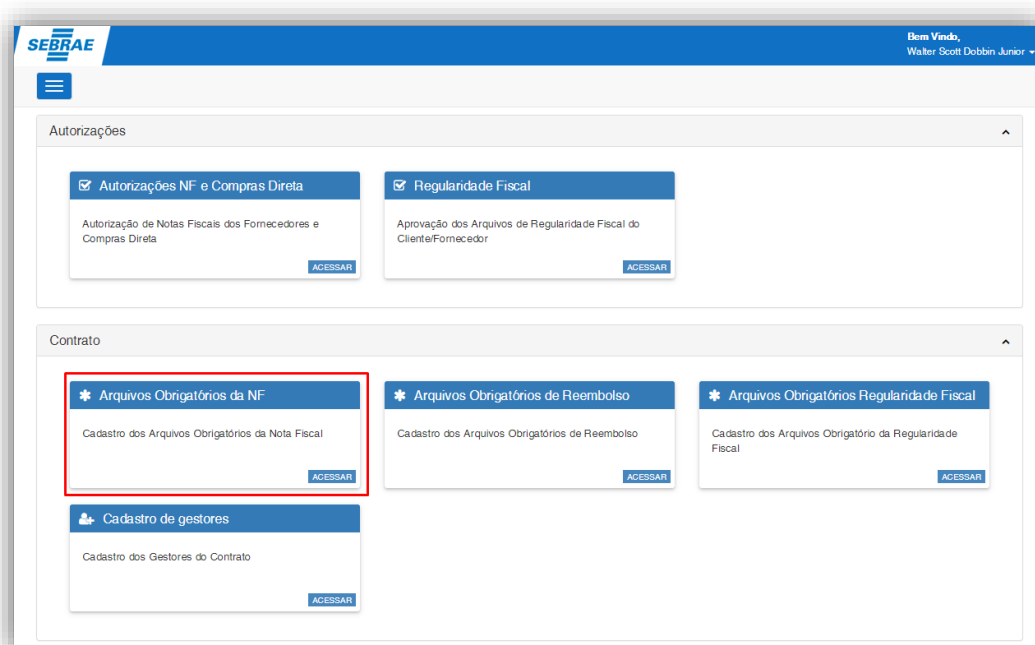 SEBRAE
Bem Vindo,
Walter Scott Dobbin Junior
Autorizações
Autorizações NF e Compras Direta
Autorização de Notas Fiscais dos Fornecedores e
Compras Direta
ACESSAR
Regularidade Fiscal
Aprovação dos Arquivos de Regularidade Fiscal do
Cliente/Fornecedor
ACESSAR
Contrato
Arquivos Obrigatórios da NF
Cadastro dos Arquivos Obrigatórios da Nota Fiscal
ACESSAR
Arquivos Obrigatórios de Reembolso
Cadastro dos Arquivos Obrigatórios de Reembolso
ACESSAR
Arquivos Obrigatórios Regularidade Fiscal
Cadastro dos Arquivos Obrigatório da Regularidade
Fiscal
ACESSAR
Cadastro de gestores
Cadastro dos Gestores do Contrato
ACESSAR